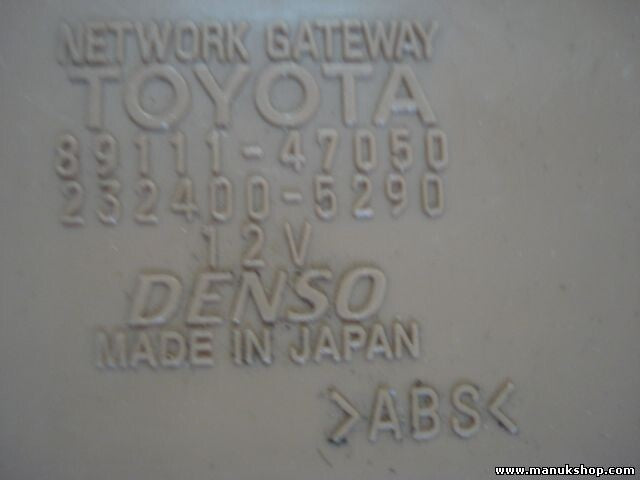 NETWORK GATEWAY
TOYOTA
89111-47050
232400-5290
12V
DENSO
MADE IN JAPAN
>ABS<
www.manukshop.com